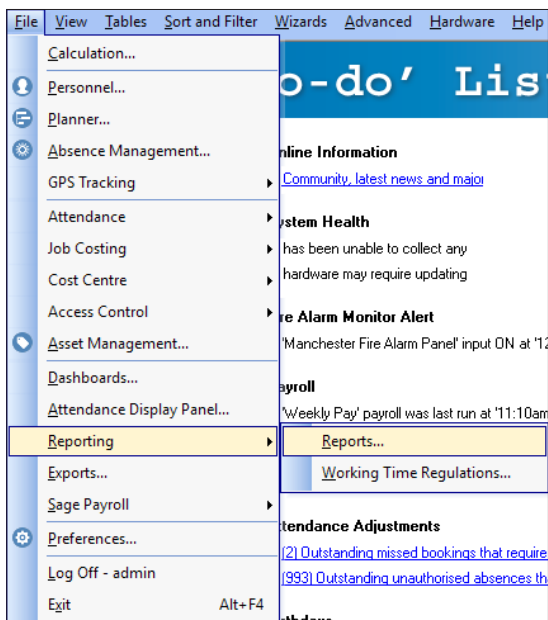 File View Tables Sort and Filter Wizards Advanced Hardware Help
Calculation...
Personnel...
Planner...
Absence Management...
GPS Tracking
Attendance
Job Costing
Cost Centre
Access Control
Asset Management...
Dashboards...
Attendance Display Panel...
Reporting
Exports...
Sage Payroll
Preferences...
Log Off - admin
Exit Alt+F4
Reports...
Working Time Regulations...
o-do' Lis
nline Information
Community, latest news and major
ystem Health
has been unable to collect any
hardware may require updating
re Alarm Monitor Alert
'Manchester Fire Alarm Panel' input ON at '12
ayroll
'Weekly Pay' payroll was last run at '11:10am
ttendance Adjustments
(2) Outstanding missed bookings that require
(993) Outstanding unauthorised absences th